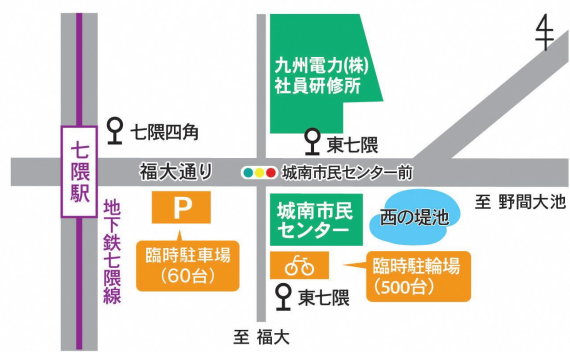 九州電力(株)
社員研修所
七隈四角
東七隈
七隈駅
福大通り
城南市民センター前
地下鉄七隈線
P
臨時駐車場
(60台)
城南市民
センター
西の堤池
至 野間大池
臨時駐輪場
(500台)
東七隈
至 福大